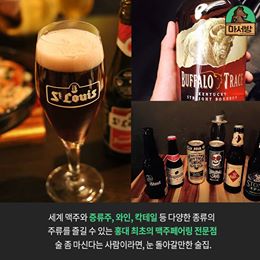 마시랑
St Louis
BUFFALO TRACE
KENTUCKY
STRAIGHT BOURBON
세계 맥주와 증류주, 와인, 칵테일 등 다양한 종류의
주류를 즐길 수 있는 홍대 최초의 맥주페어링 전문점
술 좀 마신다는 사람이라면, 눈 돌아갈만한 술집.